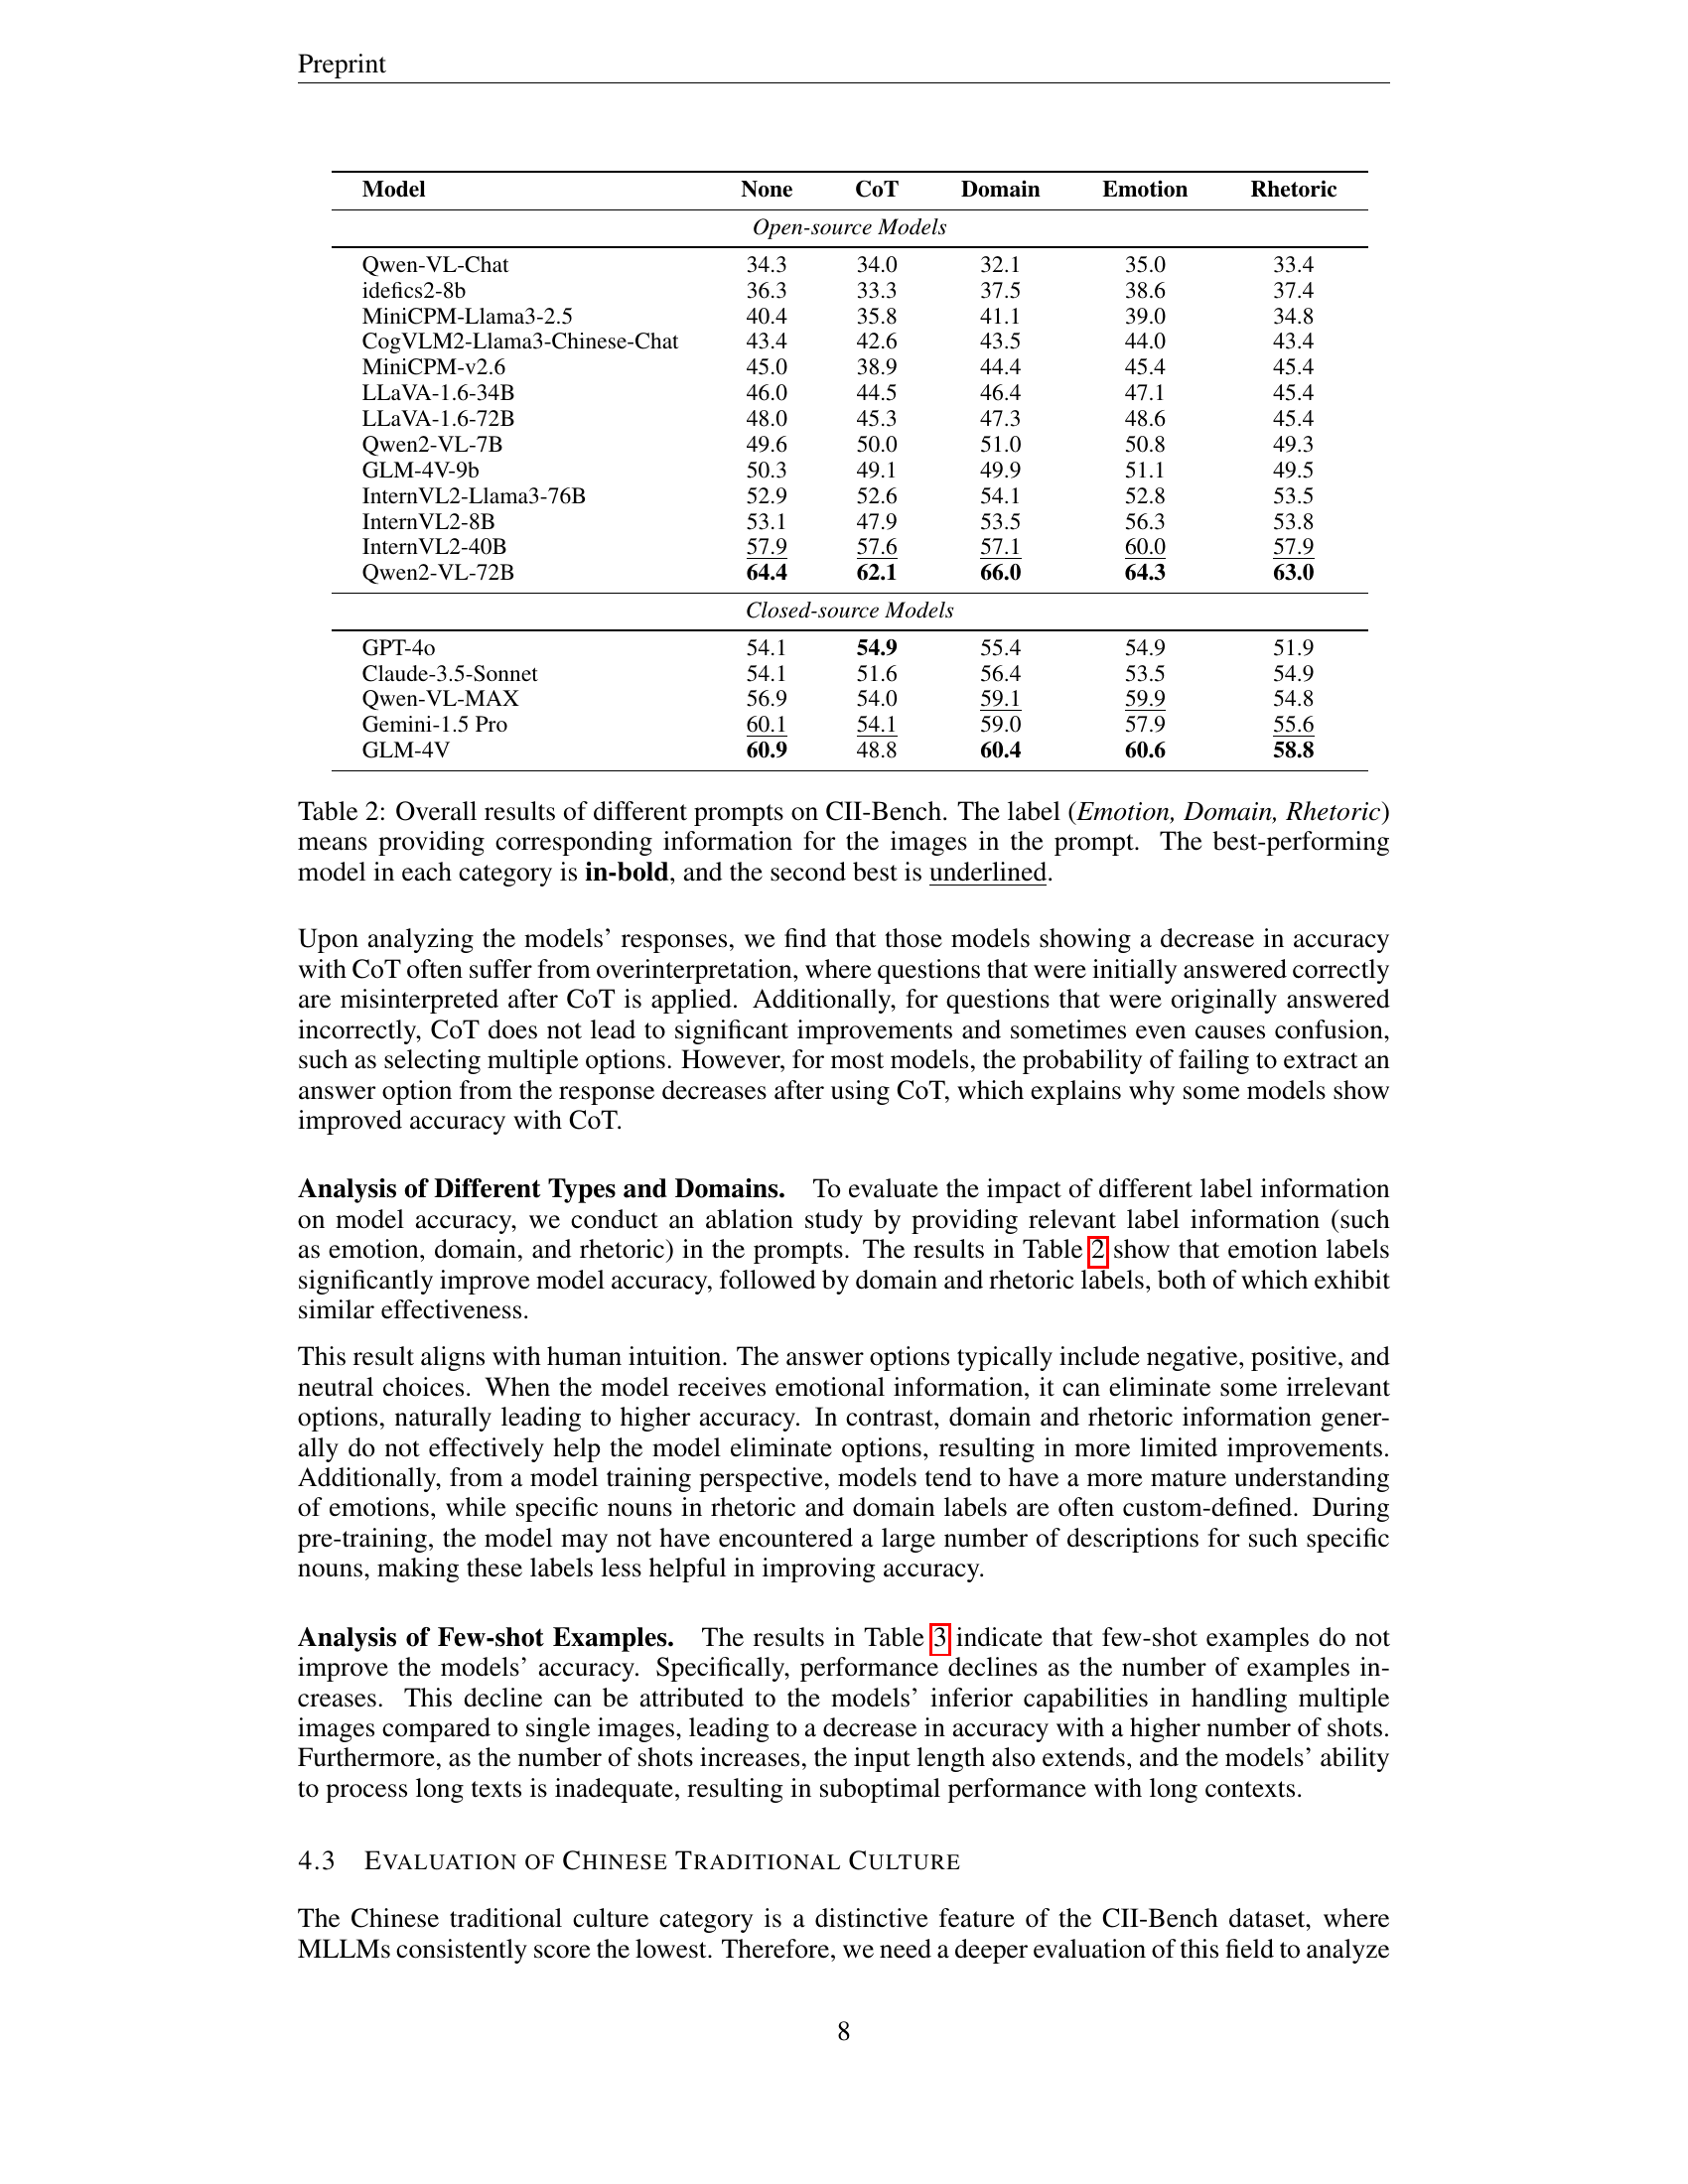 Preprint
Model None CoT Domain Emotion Rhetoric
Open-source Models
Qwen-VL-Chat 34.3 34.0 32.1 35.0 33.4
idefics2-8b 36.3 33.3 37.5 38.6 37.4
MiniCPM-Llama3-2.5 40.4 35.8 41.1 39.0 34.8
CogVLM2-Llama3-Chinese-Chat 43.4 42.6 43.5 44.0 43.4
MiniCPM-v2.6 45.0 38.9 44.4 45.4 45.4
LLaVA-1.6-34B 46.0 44.5 46.4 47.1 45.4
LLaVA-1.6-72B 48.0 45.3 47.3 48.6 45.4
Qwen2-VL-7B 49.6 50.0 51.0 50.8 49.3
GLM-4V-9b 50.3 49.1 49.9 51.1 49.5
InternVL2-Llama3-76B 52.9 52.6 54.1 52.8 53.5
InternVL2-8B 53.1 47.9 53.5 56.3 53.8
InternVL2-40B 57.9 57.6 57.1 60.0 57.9
Qwen2-VL-72B 64.4 62.1 66.0 64.3 63.0
Closed-source Models
GPT-4o 54.1 54.9 55.4 54.9 51.9
Claude-3.5-Sonnet 54.1 51.6 56.4 53.5 54.9
Qwen-VL-MAX 56.9 54.0 59.1 59.9 54.8
Gemini-1.5 Pro 60.1 54.1 59.0 57.9 55.6
GLM-4V 60.9 48.8 60.4 60.6 58.8
Table 2: Overall results of different prompts on CII-Bench. The label (Emotion, Domain, Rhetoric)
means providing corresponding information for the images in the prompt. The best-performing
model in each category is in-bold, and the second best is underlined.
Upon analyzing the models' responses, we find that those models showing a decrease in accuracy
with CoT often suffer from overinterpretation, where questions that were initially answered correctly
are misinterpreted after CoT is applied. Additionally, for questions that were originally answered
incorrectly, CoT does not lead to significant improvements and sometimes even causes confusion,
such as selecting multiple options. However, for most models, the probability of failing to extract an
answer option from the response decreases after using CoT, which explains why some models show
improved accuracy with CoT.
Analysis of Different Types and Domains. To evaluate the impact of different label information
on model accuracy, we conduct an ablation study by providing relevant label information (such
as emotion, domain, and rhetoric) in the prompts. The results in Table 2 show that emotion labels
significantly improve model accuracy, followed by domain and rhetoric labels, both of which exhibit
similar effectiveness.
This result aligns with human intuition. The answer options typically include negative, positive, and
neutral choices. When the model receives emotional information, it can eliminate some irrelevant
options, naturally leading to higher accuracy. In contrast, domain and rhetoric information gener-
ally do not effectively help the model eliminate options, resulting in more limited improvements.
Additionally, from a model training perspective, models tend to have a more mature understanding
of emotions, while specific nouns in rhetoric and domain labels are often custom-defined. During
pre-training, the model may not have encountered a large number of descriptions for such specific
nouns, making these labels less helpful in improving accuracy.
Analysis of Few-shot Examples. The results in Table 3 indicate that few-shot examples do not
improve the models' accuracy. Specifically, performance declines as the number of examples in-
creases. This decline can be attributed to the models' inferior capabilities in handling multiple
images compared to single images, leading to a decrease in accuracy with a higher number of shots.
Furthermore, as the number of shots increases, the input length also extends, and the models' ability
to process long texts is inadequate, resulting in suboptimal performance with long contexts.
4.3 EVALUATION OF CHINESE TRADITIONAL CULTURE
The Chinese traditional culture category is a distinctive feature of the CII-Bench dataset, where
MLLMs consistently score the lowest. Therefore, we need a deeper evaluation of this field to analyze
8